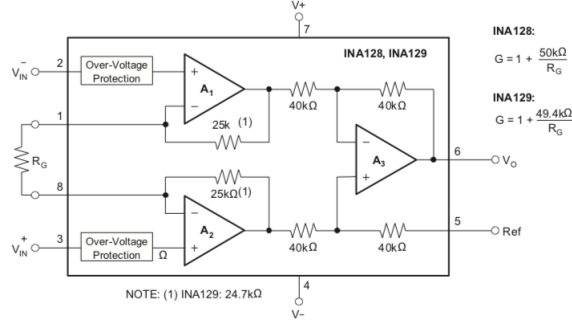 V+
7
INA128, INA129
INA128:
G = 1 + 50kΩ
RG
INA129:
G = 1 + 49.4kΩ
RG
V−IN
2
Over-Voltage
Protection
+
A1
−
40kΩ
40kΩ
1
25k (1)
RG
−
A3
+
6
VO
8
25kΩ(1)
−
A2
+
V+IN
3
Over-Voltage
Protection
Ω
40kΩ
40kΩ
5
Ref
4
V−
NOTE: (1) INA129: 24.7kΩ